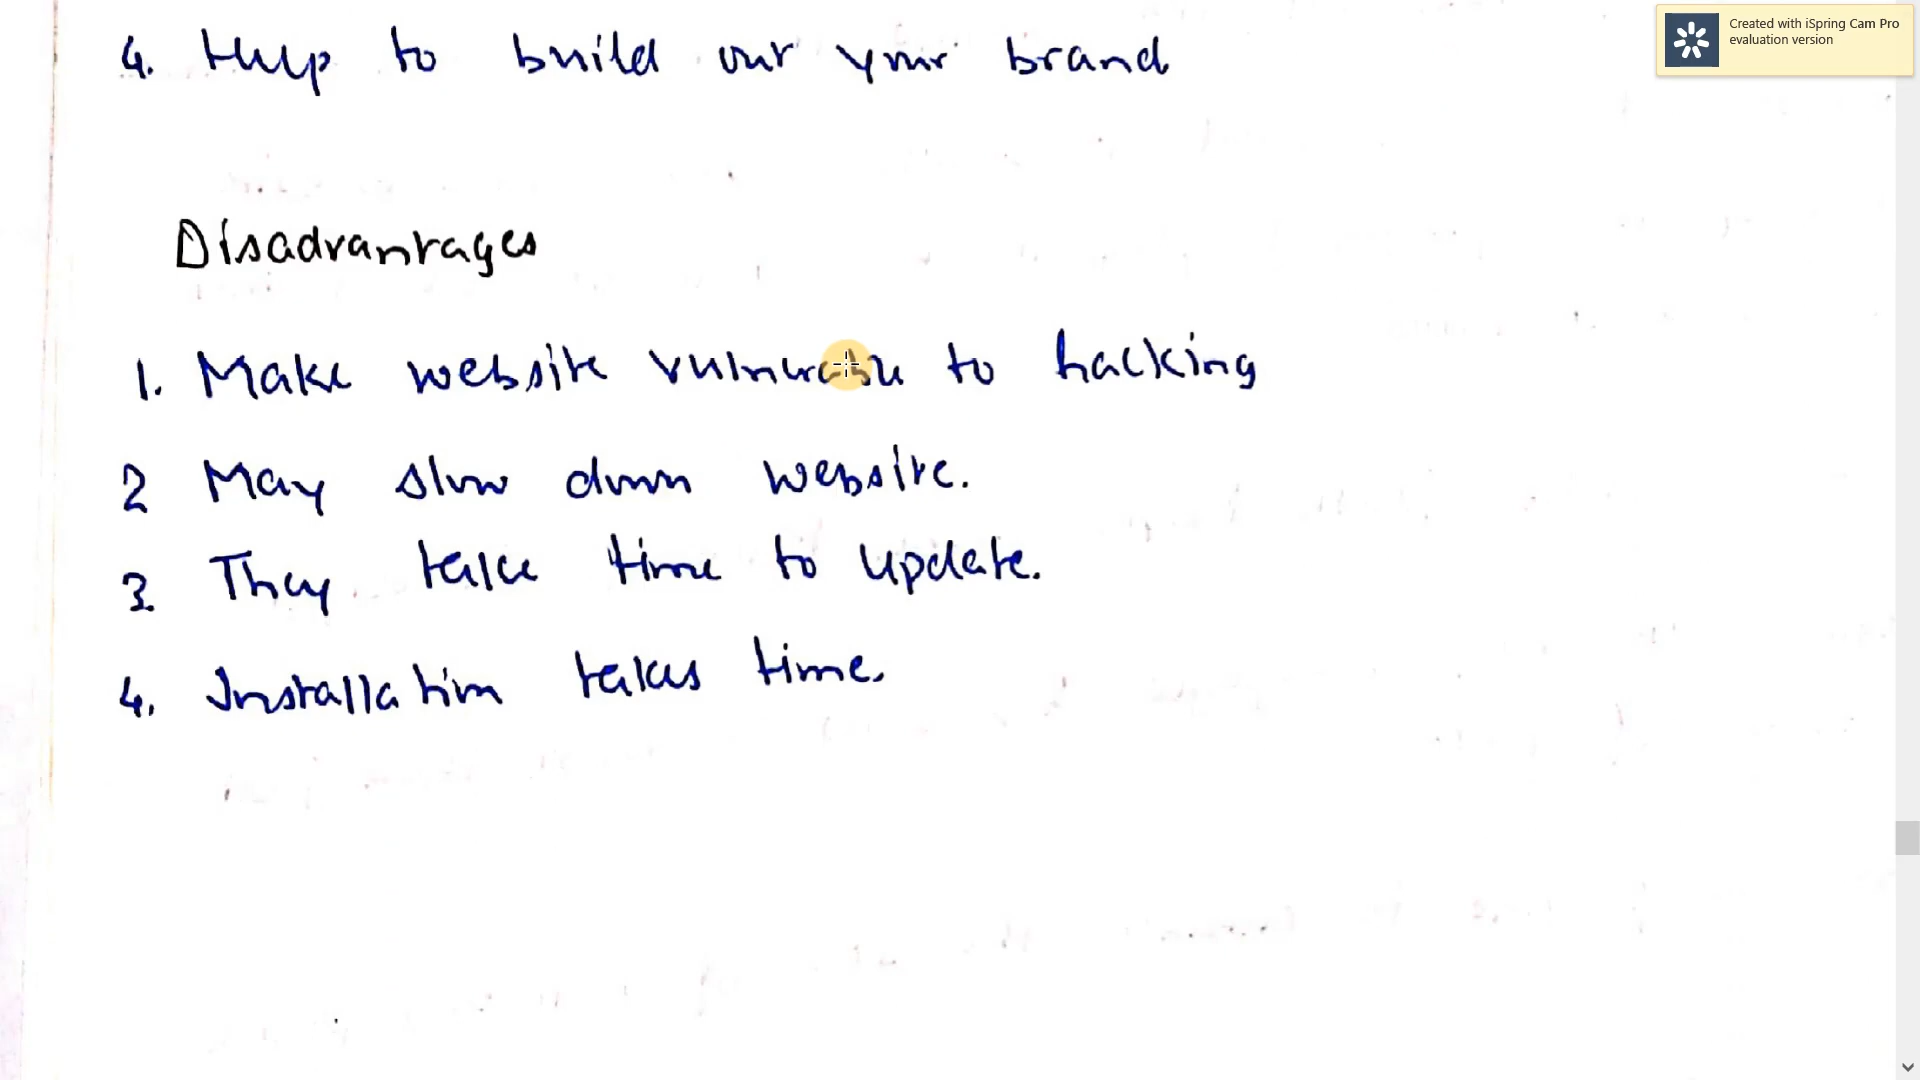 4. Help to build our your brand
Created with iSpring Cam Pro
evaluation version
Disadvantages
1. Make website vulnerable to hacking
2 May slow down website.
3. They take time to update.
4. Installation takes time.